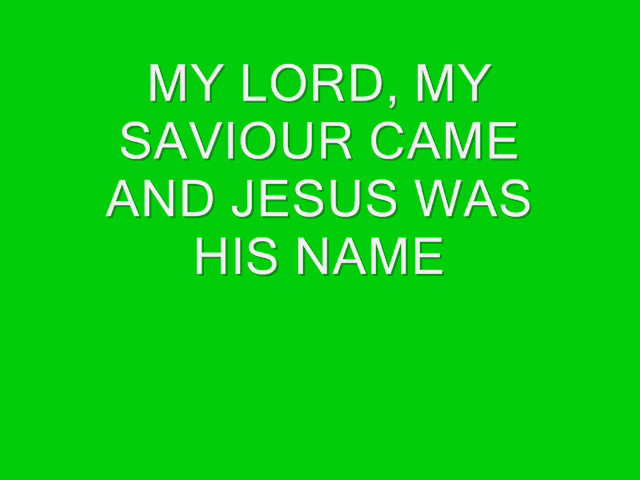 MY LORD, MY
SAVIOUR CAME
AND JESUS WAS
HIS NAME